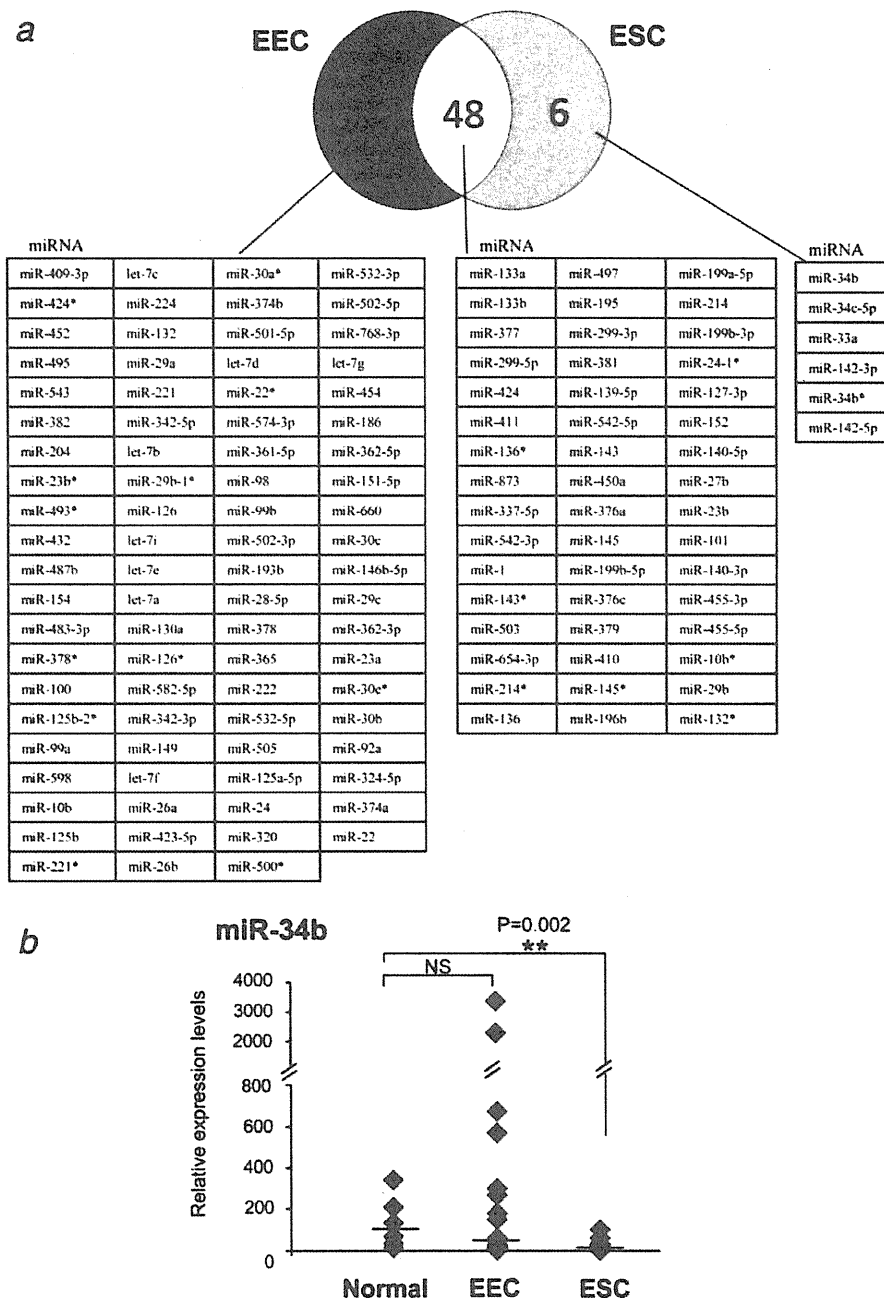 a
EEC
ESC
48
6
miRNA
miR-409-3p let-7c miR-30a* miR-532-3p
miR-424* miR-224 miR-374b miR-502-5p
miR-452 miR-132 miR-501-5p miR-768-3p
miR-495 miR-29a let-7d let-7g
miR-543 miR-221 miR-22* miR-454
miR-382 miR-342-5p miR-574-3p miR-186
miR-204 let-7b miR-361-5p miR-362-5p
miR-23b* miR-29b-1* miR-98 miR-151-5p
miR-493* miR-126 miR-99b miR-660
miR-432 let-7i miR-502-3p miR-30c
miR-487b let-7e miR-193b miR-146b-5p
miR-154 let-7a miR-28-5p miR-29c
miR-483-3p miR-130a miR-378 miR-362-3p
miR-378* miR-126* miR-365 miR-23a
miR-100 miR-582-5p miR-222 miR-30e*
miR-125b-2* miR-342-3p miR-532-5p miR-30b
miR-99a miR-149 miR-505 miR-92a
miR-598 let-7f miR-125a-5p miR-324-5p
miR-10b miR-26a miR-24 miR-374a
miR-125b miR-423-5p miR-320 miR-22
miR-221* miR-26b miR-500*
miRNA
miR-133a miR-497 miR-199a-5p
miR-133b miR-195 miR-214
miR-377 miR-299-3p miR-199b-3p
miR-299-5p miR-381 miR-24-1*
miR-424 miR-139-5p miR-127-3p
miR-411 miR-542-5p miR-152
miR-136* miR-143 miR-140-5p
miR-873 miR-450a miR-27b
miR-337-5p miR-376a miR-23b
miR-542-3p miR-145 miR-101
miR-1 miR-199b-5p miR-140-3p
miR-143* miR-376c miR-455-3p
miR-503 miR-379 miR-455-5p
miR-654-3p miR-410 miR-10b*
miR-214* miR-145* miR-29b
miR-136 miR-196b miR-132*
miRNA
miR-34b
miR-34c-5p
miR-33a
miR-142-3p
miR-34b*
miR-142-5p
b
miR-34b
P=0.002
**
NS
Relative expression levels
4000
3000
2000
800
600
400
200
0
Normal EEC ESC